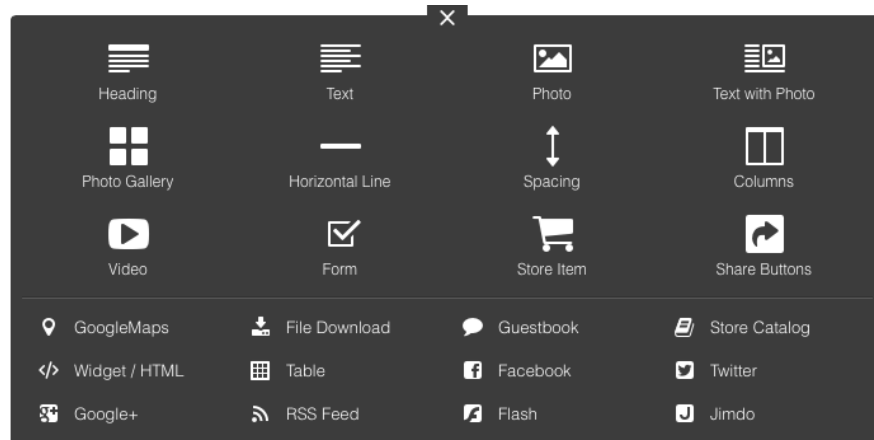 Heading Text Photo Text with Photo
Photo Gallery Horizontal Line Spacing Columns
Video Form Store Item Share Buttons
GoogleMaps File Download Guestbook Store Catalog
Widget / HTML Table Facebook Twitter
Google+ RSS Feed Flash Jimdo